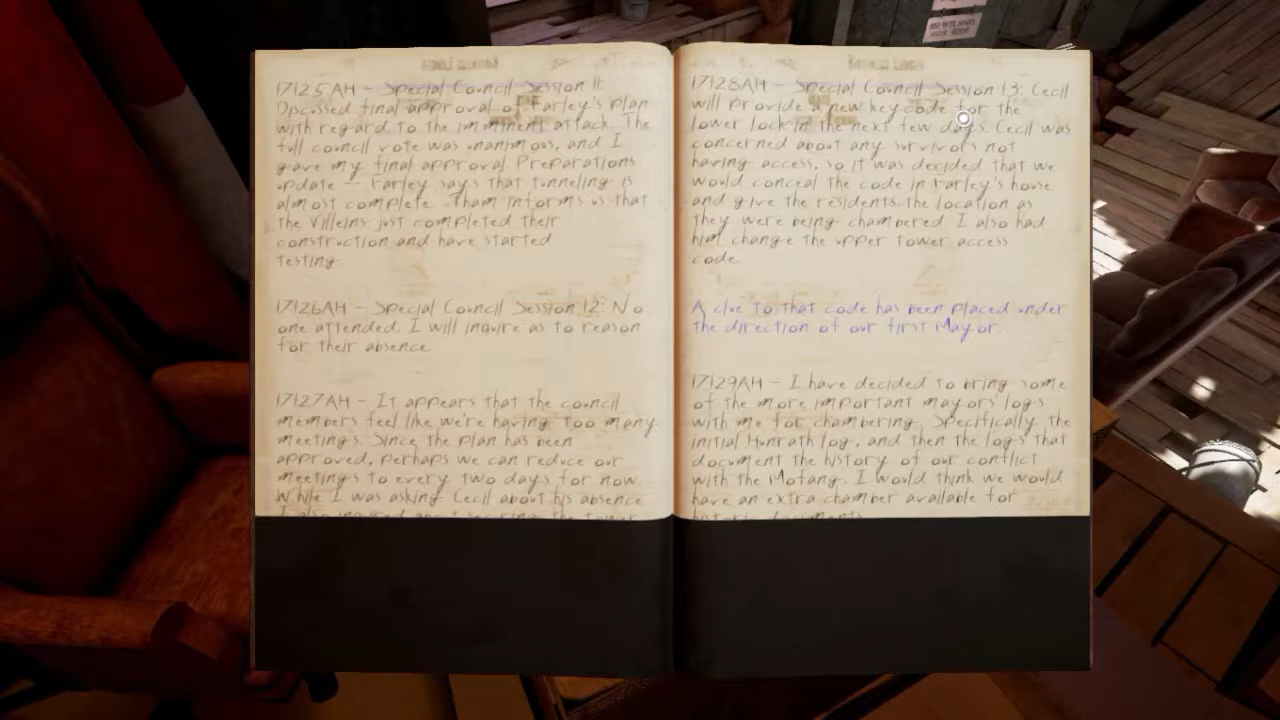 17125AH - Special Council Session 11
Discussed final approval of Farley's plan
with regard to the imminent attack. The
full council vote was unanimous, and I
gave my final approval Preparations
update -- Farley says that tunneling is
almost complete. Tham informs us that
the Villeins just completed their
construction and have started
testing.
17126AH - Special Council Session 12: No
one attended. I will inquire as to reason
for their absence.
17127AH - It appears that the council
members feel like we're having too many
meetings. Since the plan has been
approved, perhaps we can reduce our
meetings to every two days for now.
While I was asking Cecil about his absence
I also inquired about securing the tower
17128AH - Special Council Session 13: Cecil
will provide a new key code for the
lower lock in the next few days. Cecil was
concerned about any survivors not
having access, so it was decided that we
would conceal the code in Farley's house
and give the residents the location as
they were being chambered. I also had
him change the upper tower access
code.
A clue to that code has been placed under
the direction of our first Mayor
17129AH - I have decided to bring some
of the more important mayors' logs
with me for chambering. Specifically, the
initial Hunrath log, and then the logs that
document the history of our conflict
with the Mofang. I would think we would
have an extra chamber available for
historic documents.